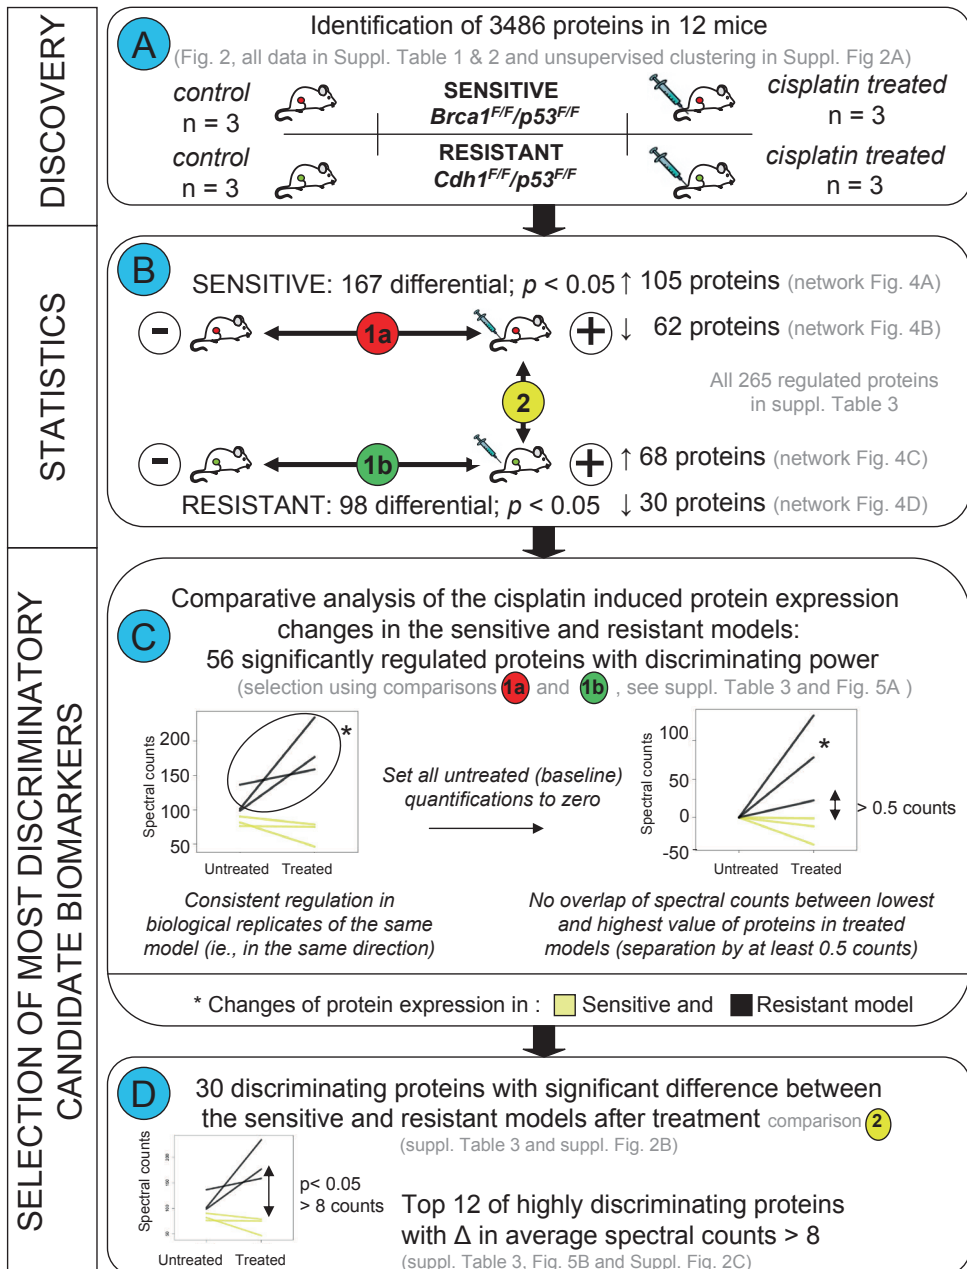 DISCOVERY
A
Identification of 3486 proteins in 12 mice
(Fig. 2, all data in Suppl. Table 1 & 2 and unsupervised clustering in Suppl. Fig 2A)
control
n = 3
SENSITIVE
Brca1F/F/p53F/F
cisplatin treated
n = 3
control
n = 3
RESISTANT
Cdh1F/F/p53F/F
cisplatin treated
n = 3
STATISTICS
B
SENSITIVE: 167 differential; p < 0.05 ↑ 105 proteins (network Fig. 4A)
- 1a + ↓ 62 proteins (network Fig. 4B)
2
All 265 regulated proteins
in suppl. Table 3
- 1b + ↑ 68 proteins (network Fig. 4C)
RESISTANT: 98 differential; p < 0.05 ↓ 30 proteins (network Fig. 4D)
SELECTION OF MOST DISCRIMINATORY
CANDIDATE BIOMARKERS
C
Comparative analysis of the cisplatin induced protein expression
changes in the sensitive and resistant models:
56 significantly regulated proteins with discriminating power
(selection using comparisons 1a and 1b , see suppl. Table 3 and Fig. 5A )
Spectral counts
200
150
100
50
*
Untreated Treated
Set all untreated (baseline)
quantifications to zero
Spectral counts
100
50
0
-50
*
> 0.5 counts
Untreated Treated
Consistent regulation in
biological replicates of the same
model (ie., in the same direction)
No overlap of spectral counts between lowest
and highest value of proteins in treated
models (separation by at least 0.5 counts)
* Changes of protein expression in : Sensitive and Resistant model
D
30 discriminating proteins with significant difference between
the sensitive and resistant models after treatment comparison 2
(suppl. Table 3 and suppl. Fig. 2B)
Spectral counts
200
150
100
50
p< 0.05
> 8 counts
Untreated Treated
Top 12 of highly discriminating proteins
with Δ in average spectral counts > 8
(suppl. Table 3, Fig. 5B and Suppl. Fig. 2C)